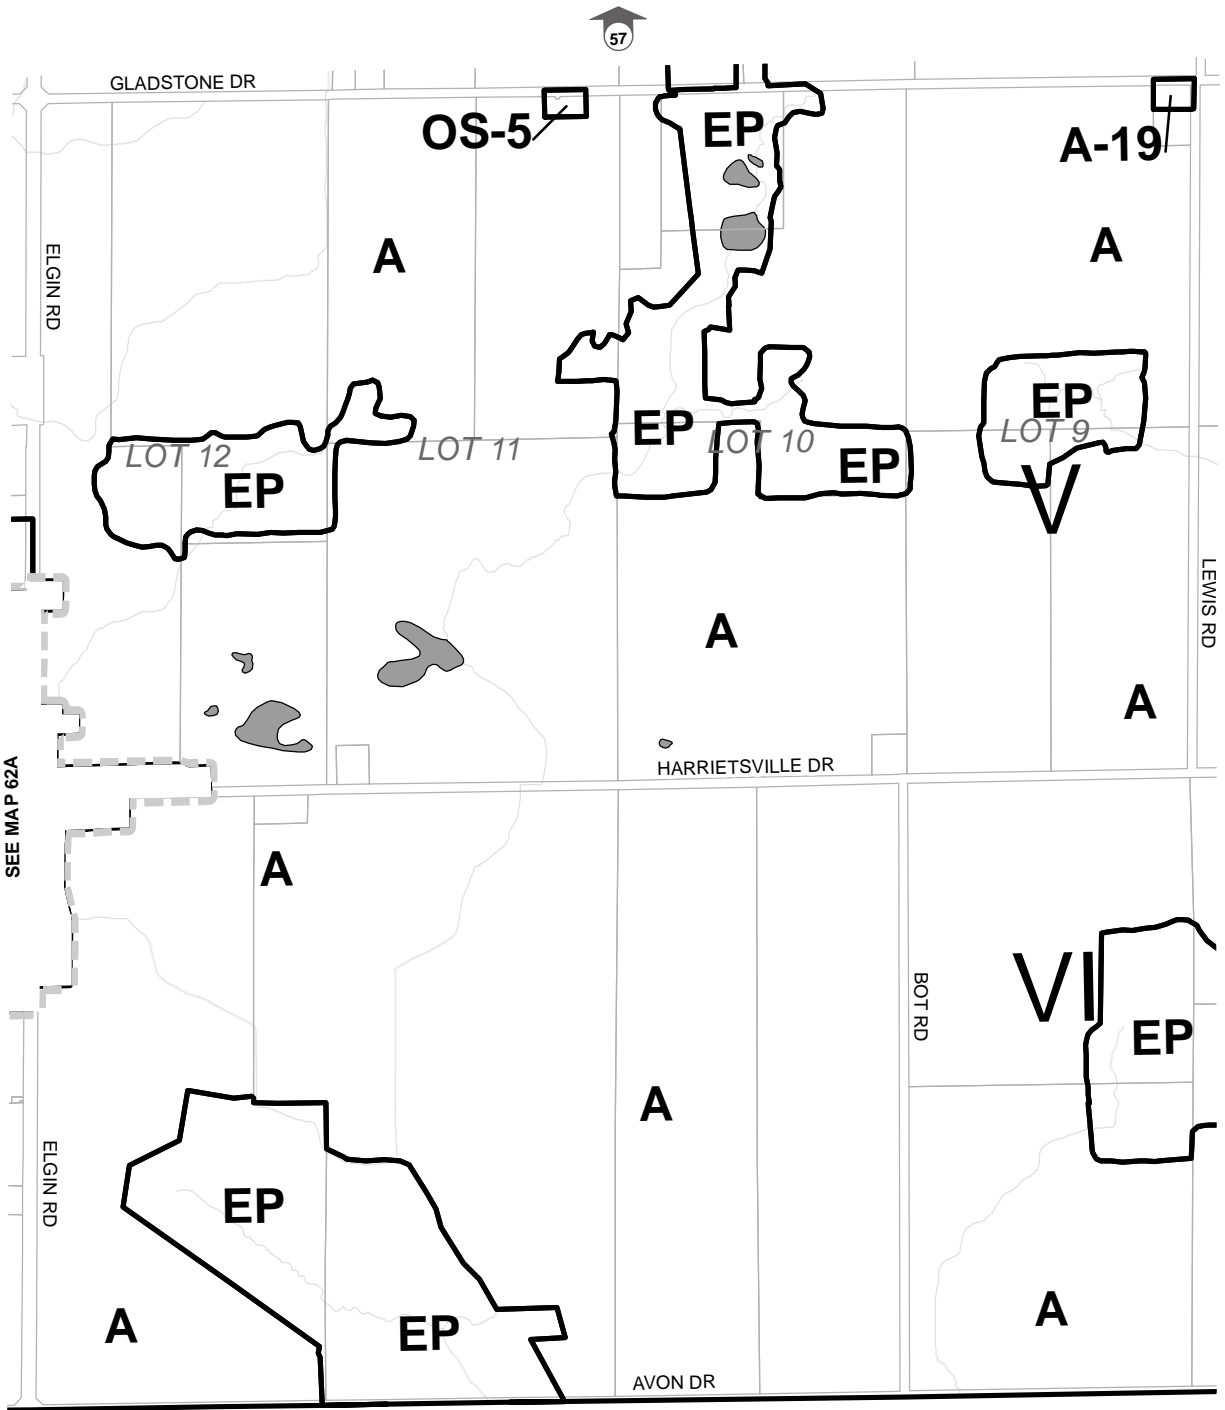 57
GLADSTONE DR
OS-5
EP
A-19
A
A
ELGIN RD
EP
EP
LOT 9
LOT 12
LOT 11
LOT 10
EP
EP
EP
V
LEWIS RD
A
A
HARRIETSVILLE DR
SEE MAP 62A
A
BOT RD
VI
EP
A
ELGIN RD
EP
A
A
EP
AVON DR